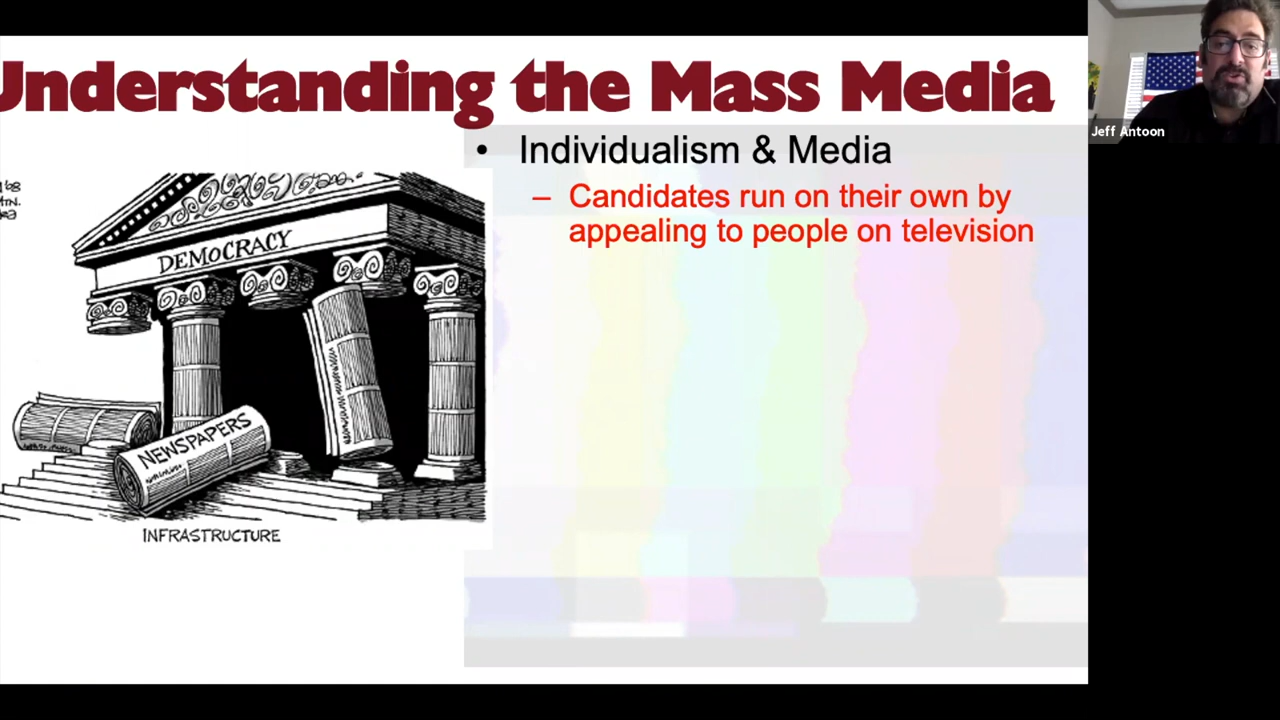 Understanding the Mass Media
Jeff Antoon
• Individualism & Media
– Candidates run on their own by
appealing to people on television
DEMOCRACY
NEWSPAPERS
INFRASTRUCTURE